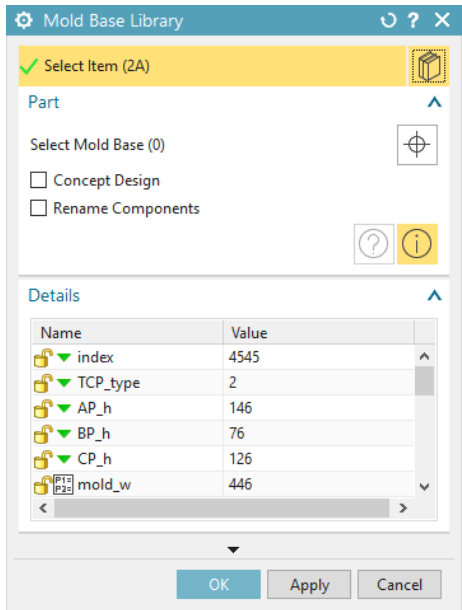 Mold Base Library
Select Item (2A)
Part
Select Mold Base (0)
Concept Design
Rename Components
Details
Name Value
index 4545
TCP_type 2
AP_h 146
BP_h 76
CP_h 126
P1= P2= mold_w 446
OK Apply Cancel